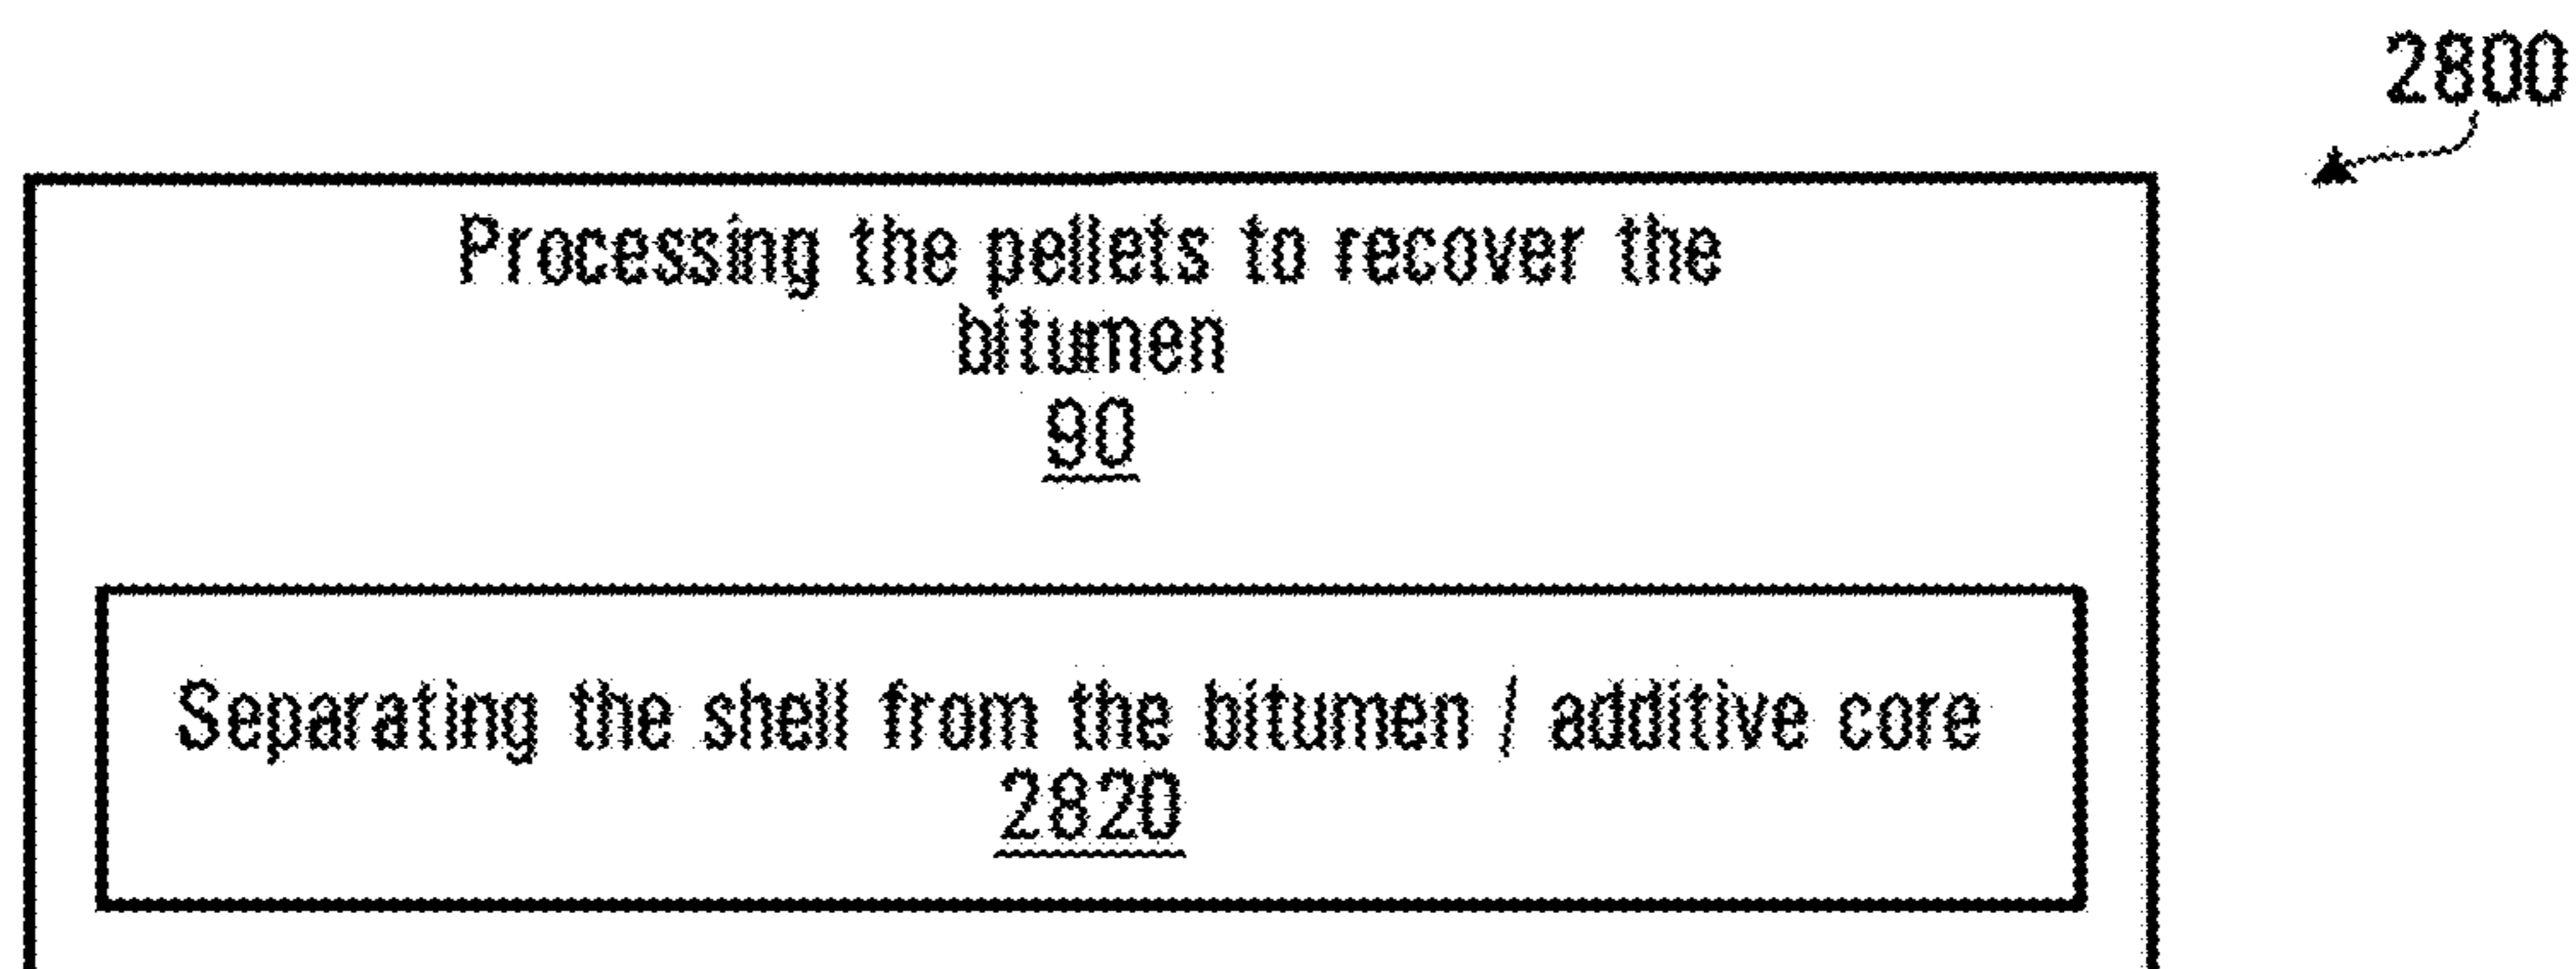 2800
Processing the pellets to recover the
bitumen
90
Separating the shell from the bitumen / additive core
2820